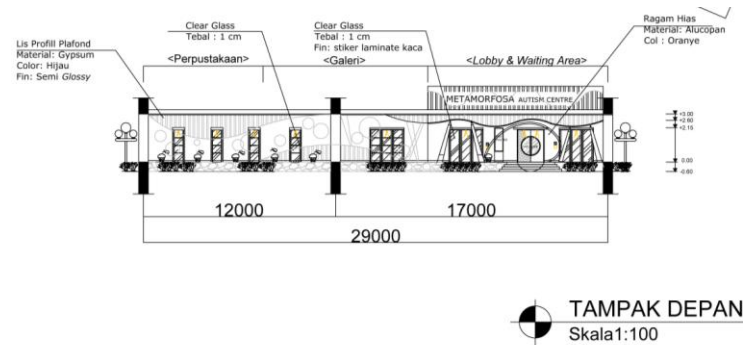 Lis Profill Plafond
Material: Gypsum
Color: Hijau
Fin: Semi Glossy
Clear Glass
Tebal : 1 cm
Clear Glass
Tebal : 1 cm
Fin: stiker laminate kaca
Ragam Hias
Material: Alucopan
Col : Oranye
<Perpustakaan>
<Galeri>
<Lobby & Waiting Area>
METAMORFOSA AUTISM CENTRE
+3.00
+2.60
+2.15
0.00
-0.60
12000
17000
29000
TAMPAK DEPAN
Skala1:100